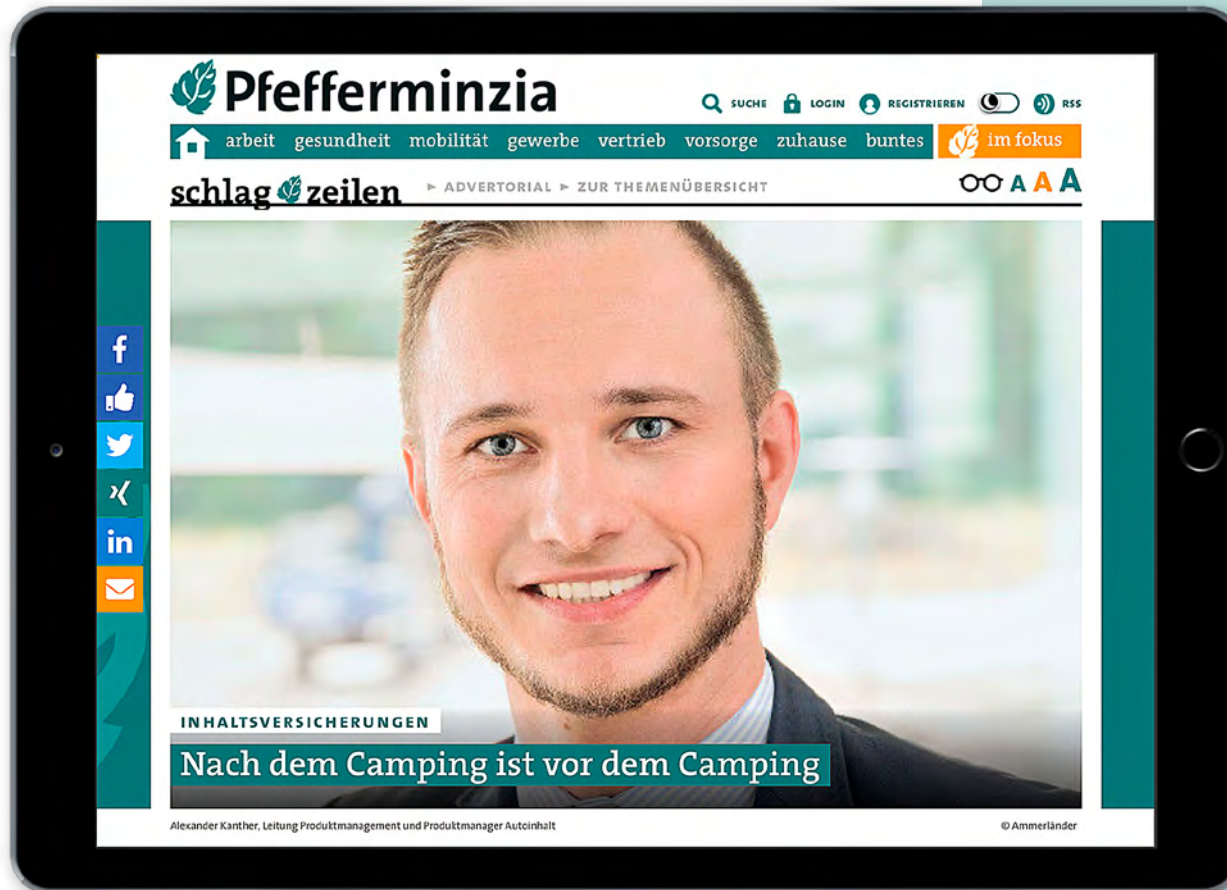 Pfefferminzia
SUCHE LOGIN REGISTRIEREN RSS
arbeit gesundheit mobilität gewerbe vertrieb vorsorge zuhause buntes im fokus
schlag zeilen ► ADVERTORIAL ► ZUR THEMENÜBERSICHT A A A
f
in
INHALTSVERSICHERUNGEN
Nach dem Camping ist vor dem Camping
Alexander Kanther, Leitung Produktmanagement und Produktmanager Autoinhalt © Ammerländer